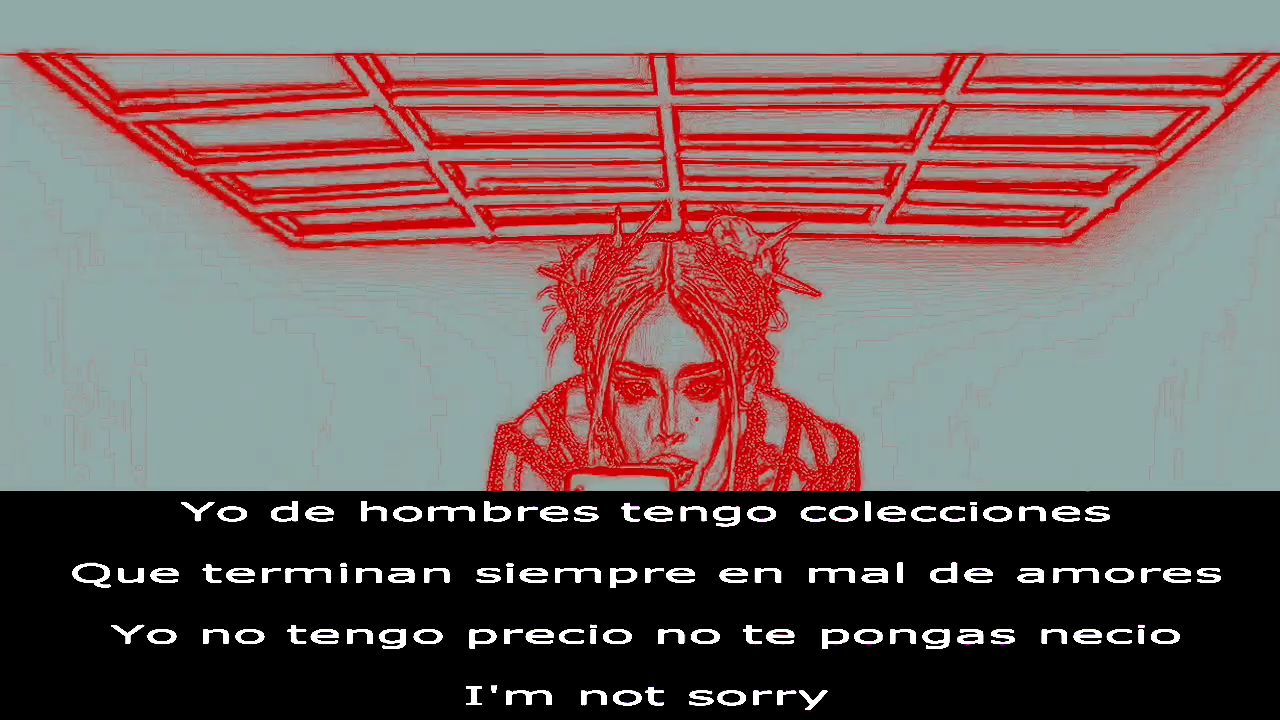 Yo de hombres tengo colecciones
Que terminan siempre en mal de amores
Yo no tengo precio no te pongas necio
I'm not sorry